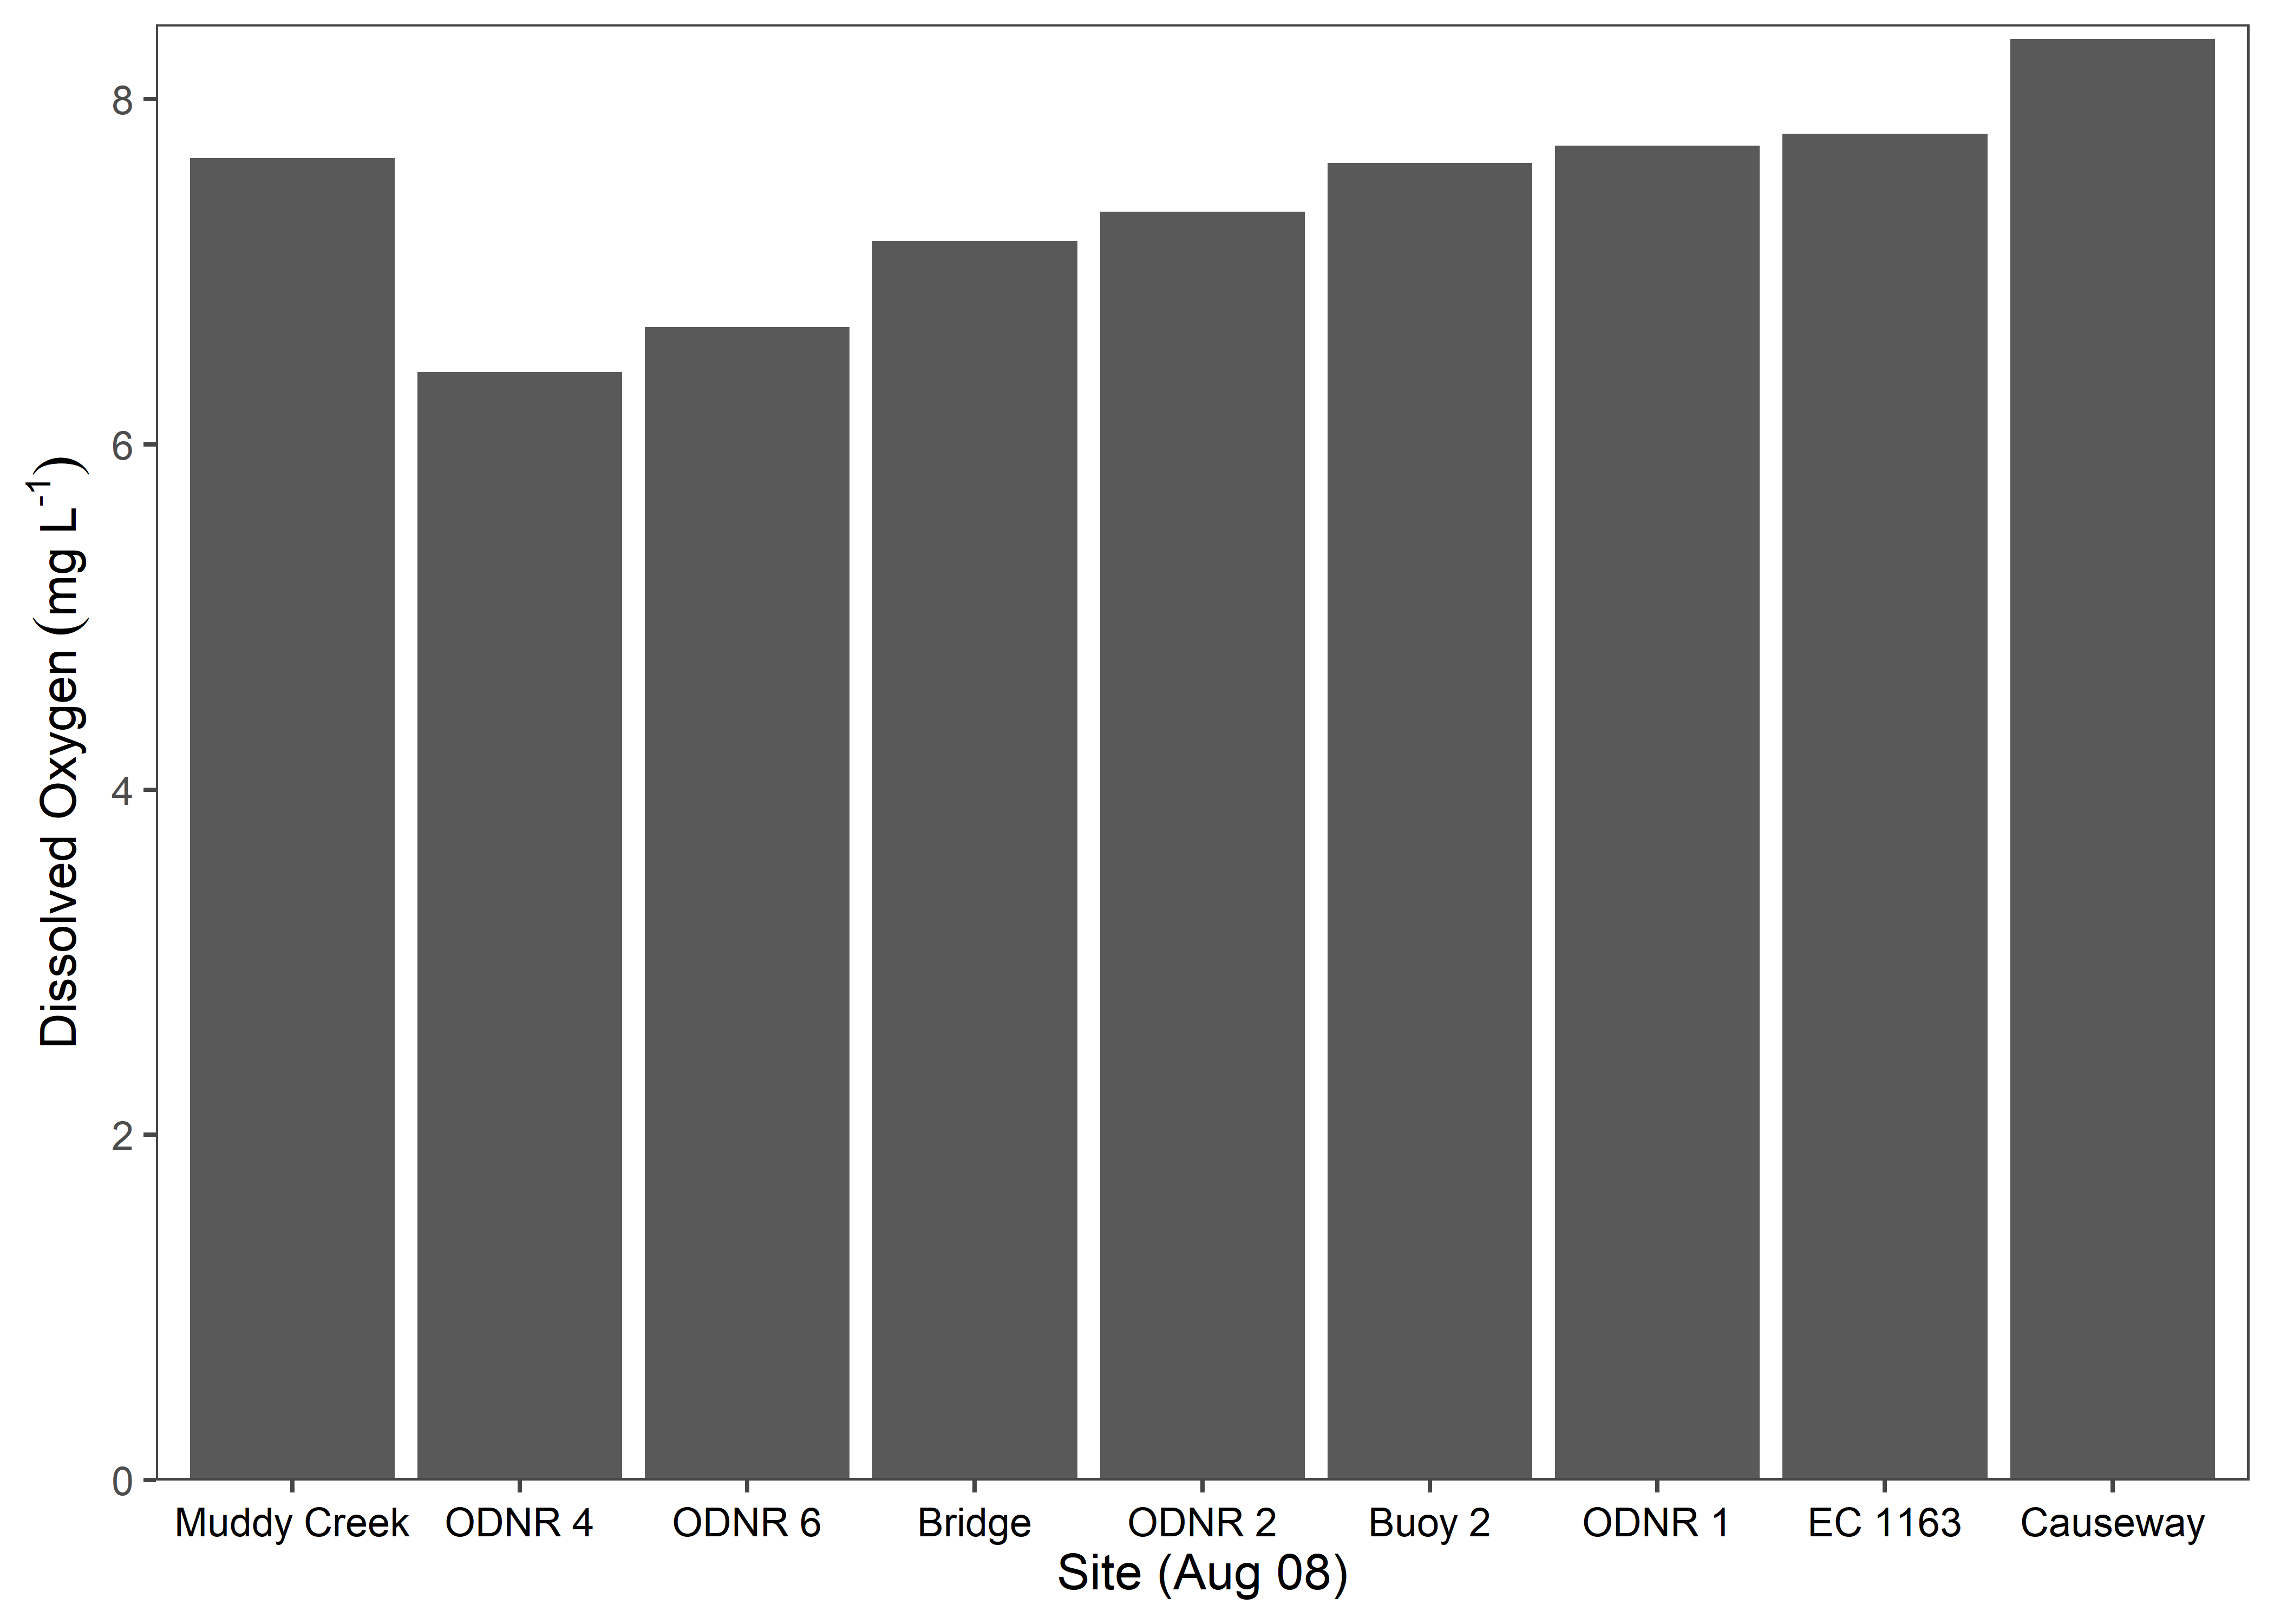 Dissolved Oxygen (mg L-1)
8
6
4
2
0
Muddy Creek ODNR 4 ODNR 6 Bridge ODNR 2 Buoy 2 ODNR 1 EC 1163 Causeway
Site (Aug 08)